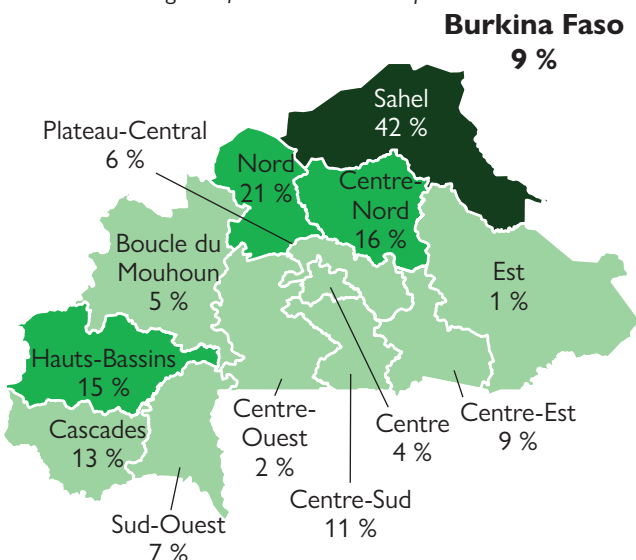 Burkina Faso
9 %
Sahel
42 %
Plateau-Central
6 %
Nord
21 %
Centre-
Nord
16 %
Boucle du
Mouhoun
5 %
Est
1 %
Hauts-Bassins
15 %
Cascades
13 %
Centre-
Ouest
2 %
Centre
4 %
Centre-Est
9 %
Centre-Sud
11 %
Sud-Ouest
7 %